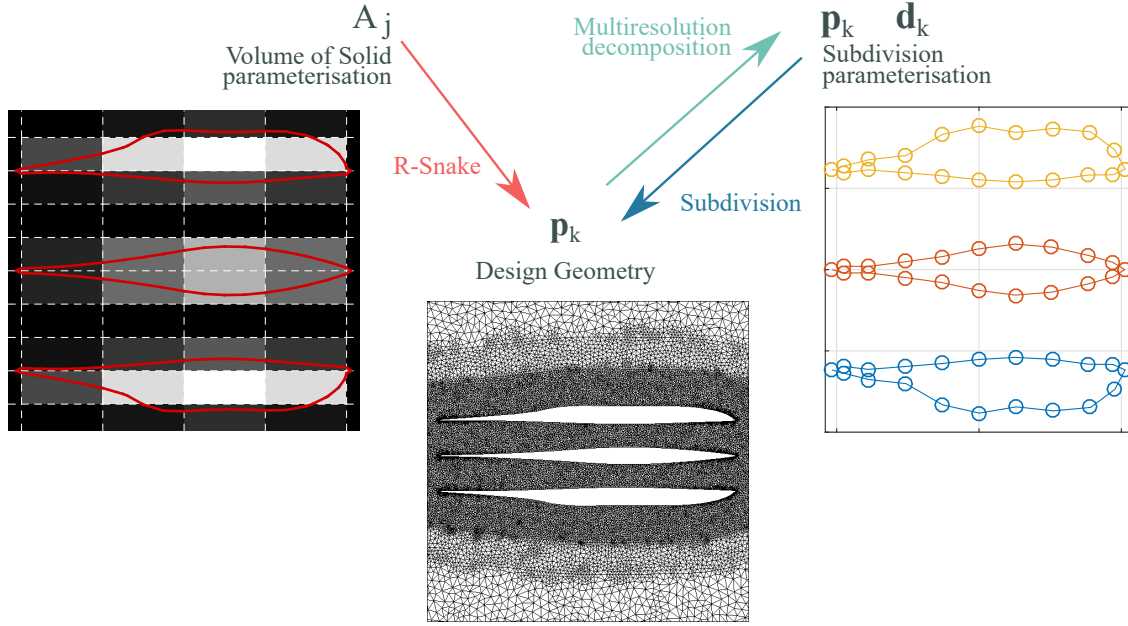 A j
Volume of Solid
parameterisation
R-Snake
Multiresolution
decomposition
p k d k
Subdivision
parameterisation
Subdivision
p k
Design Geometry